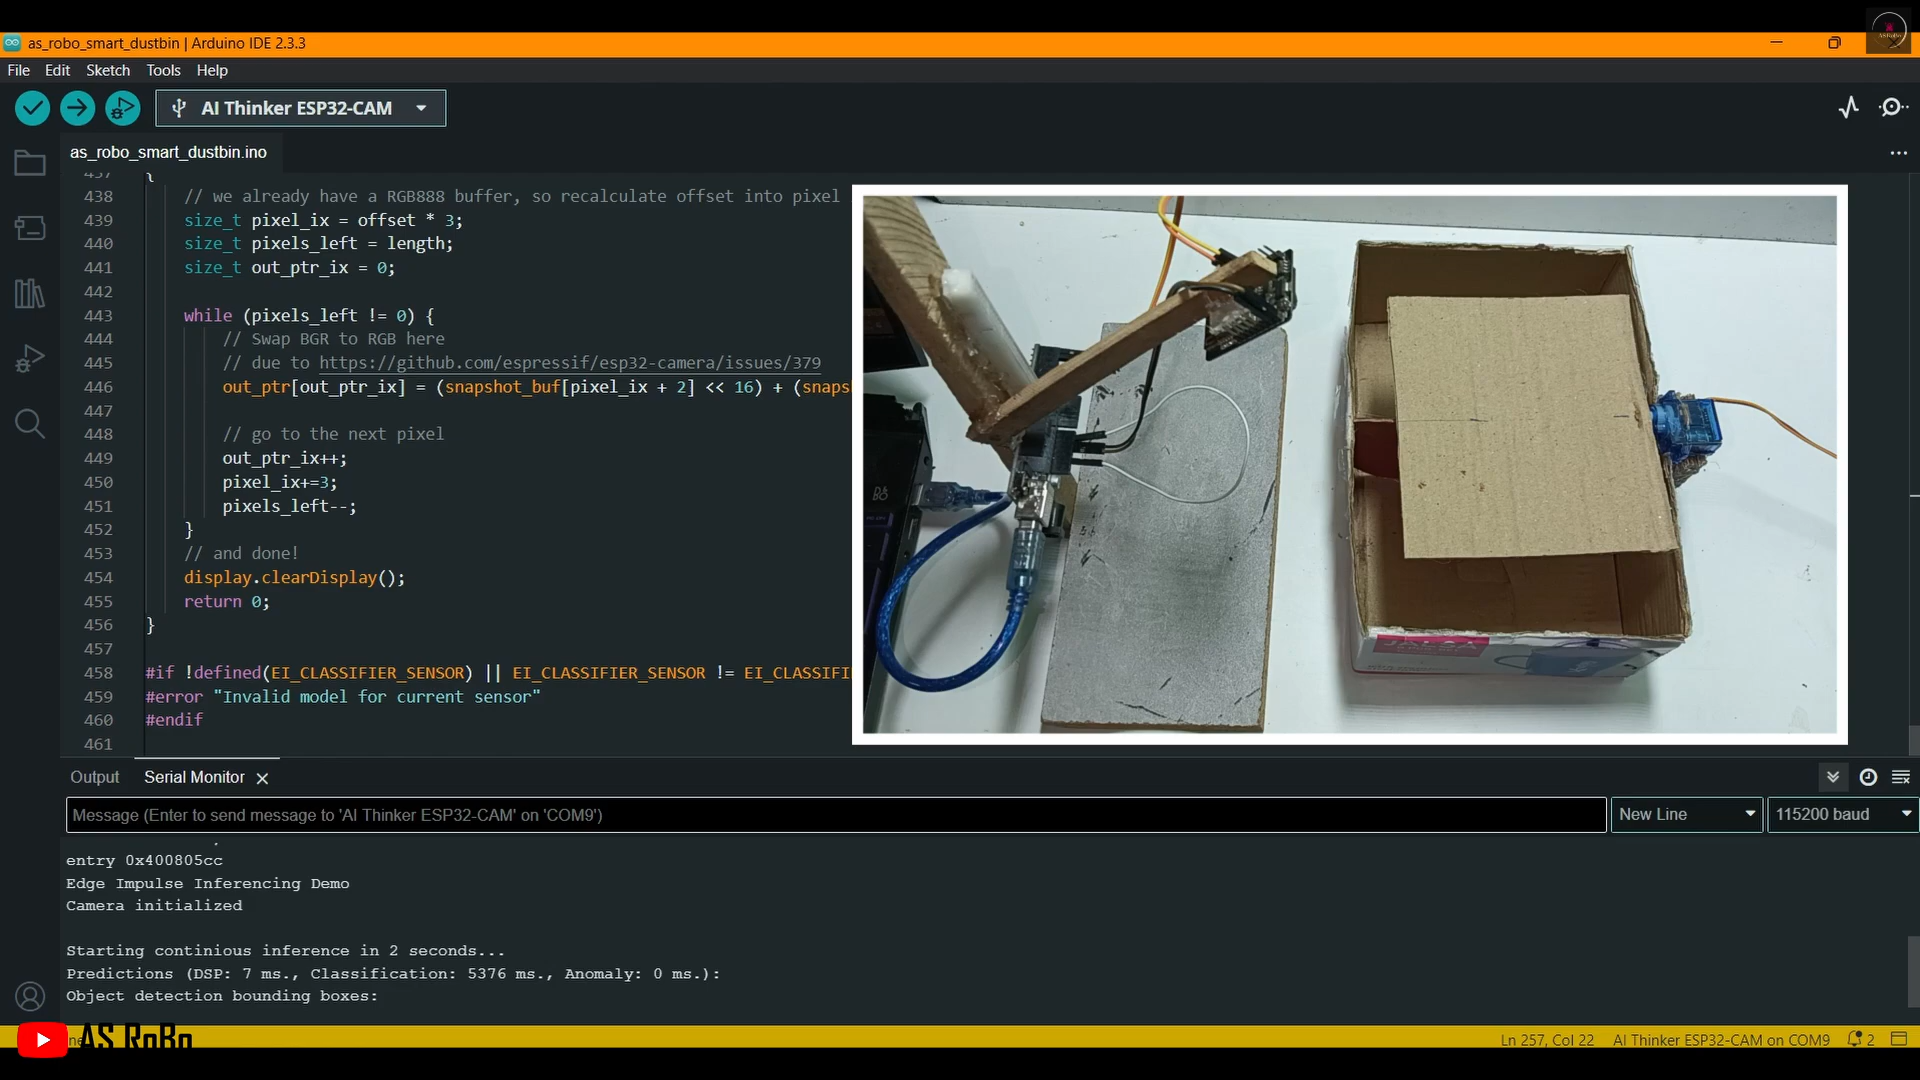 as_robo_smart_dustbin | Arduino IDE 2.3.3
File Edit Sketch Tools Help
AI Thinker ESP32-CAM
as_robo_smart_dustbin.ino
437 {
438 // we already have a RGB888 buffer, so recalculate offset into pixel
439 size_t pixel_ix = offset * 3;
440 size_t pixels_left = length;
441 size_t out_ptr_ix = 0;
442
443 while (pixels_left != 0) {
444 // Swap BGR to RGB here
445 // due to https://github.com/espressif/esp32-camera/issues/379
446 out_ptr[out_ptr_ix] = (snapshot_buf[pixel_ix + 2] << 16) + (snaps
447
448 // go to the next pixel
449 out_ptr_ix++;
450 pixel_ix+=3;
451 pixels_left--;
452 }
453 // and done!
454 display.clearDisplay();
455 return 0;
456 }
457
458 #if !defined(EI_CLASSIFIER_SENSOR) || EI_CLASSIFIER_SENSOR != EI_CLASSIFI
459 #error "Invalid model for current sensor"
460 #endif
461
JALSA
Output Serial Monitor
Message (Enter to send message to 'AI Thinker ESP32-CAM' on 'COM9')
New Line 115200 baud
entry 0x400805cc
Edge Impulse Inferencing Demo
Camera initialized
Starting continious inference in 2 seconds...
Predictions (DSP: 7 ms., Classification: 5376 ms., Anomaly: 0 ms.):
Object detection bounding boxes:
AS RoBo
Ln 257, Col 22 AI Thinker ESP32-CAM on COM9 2